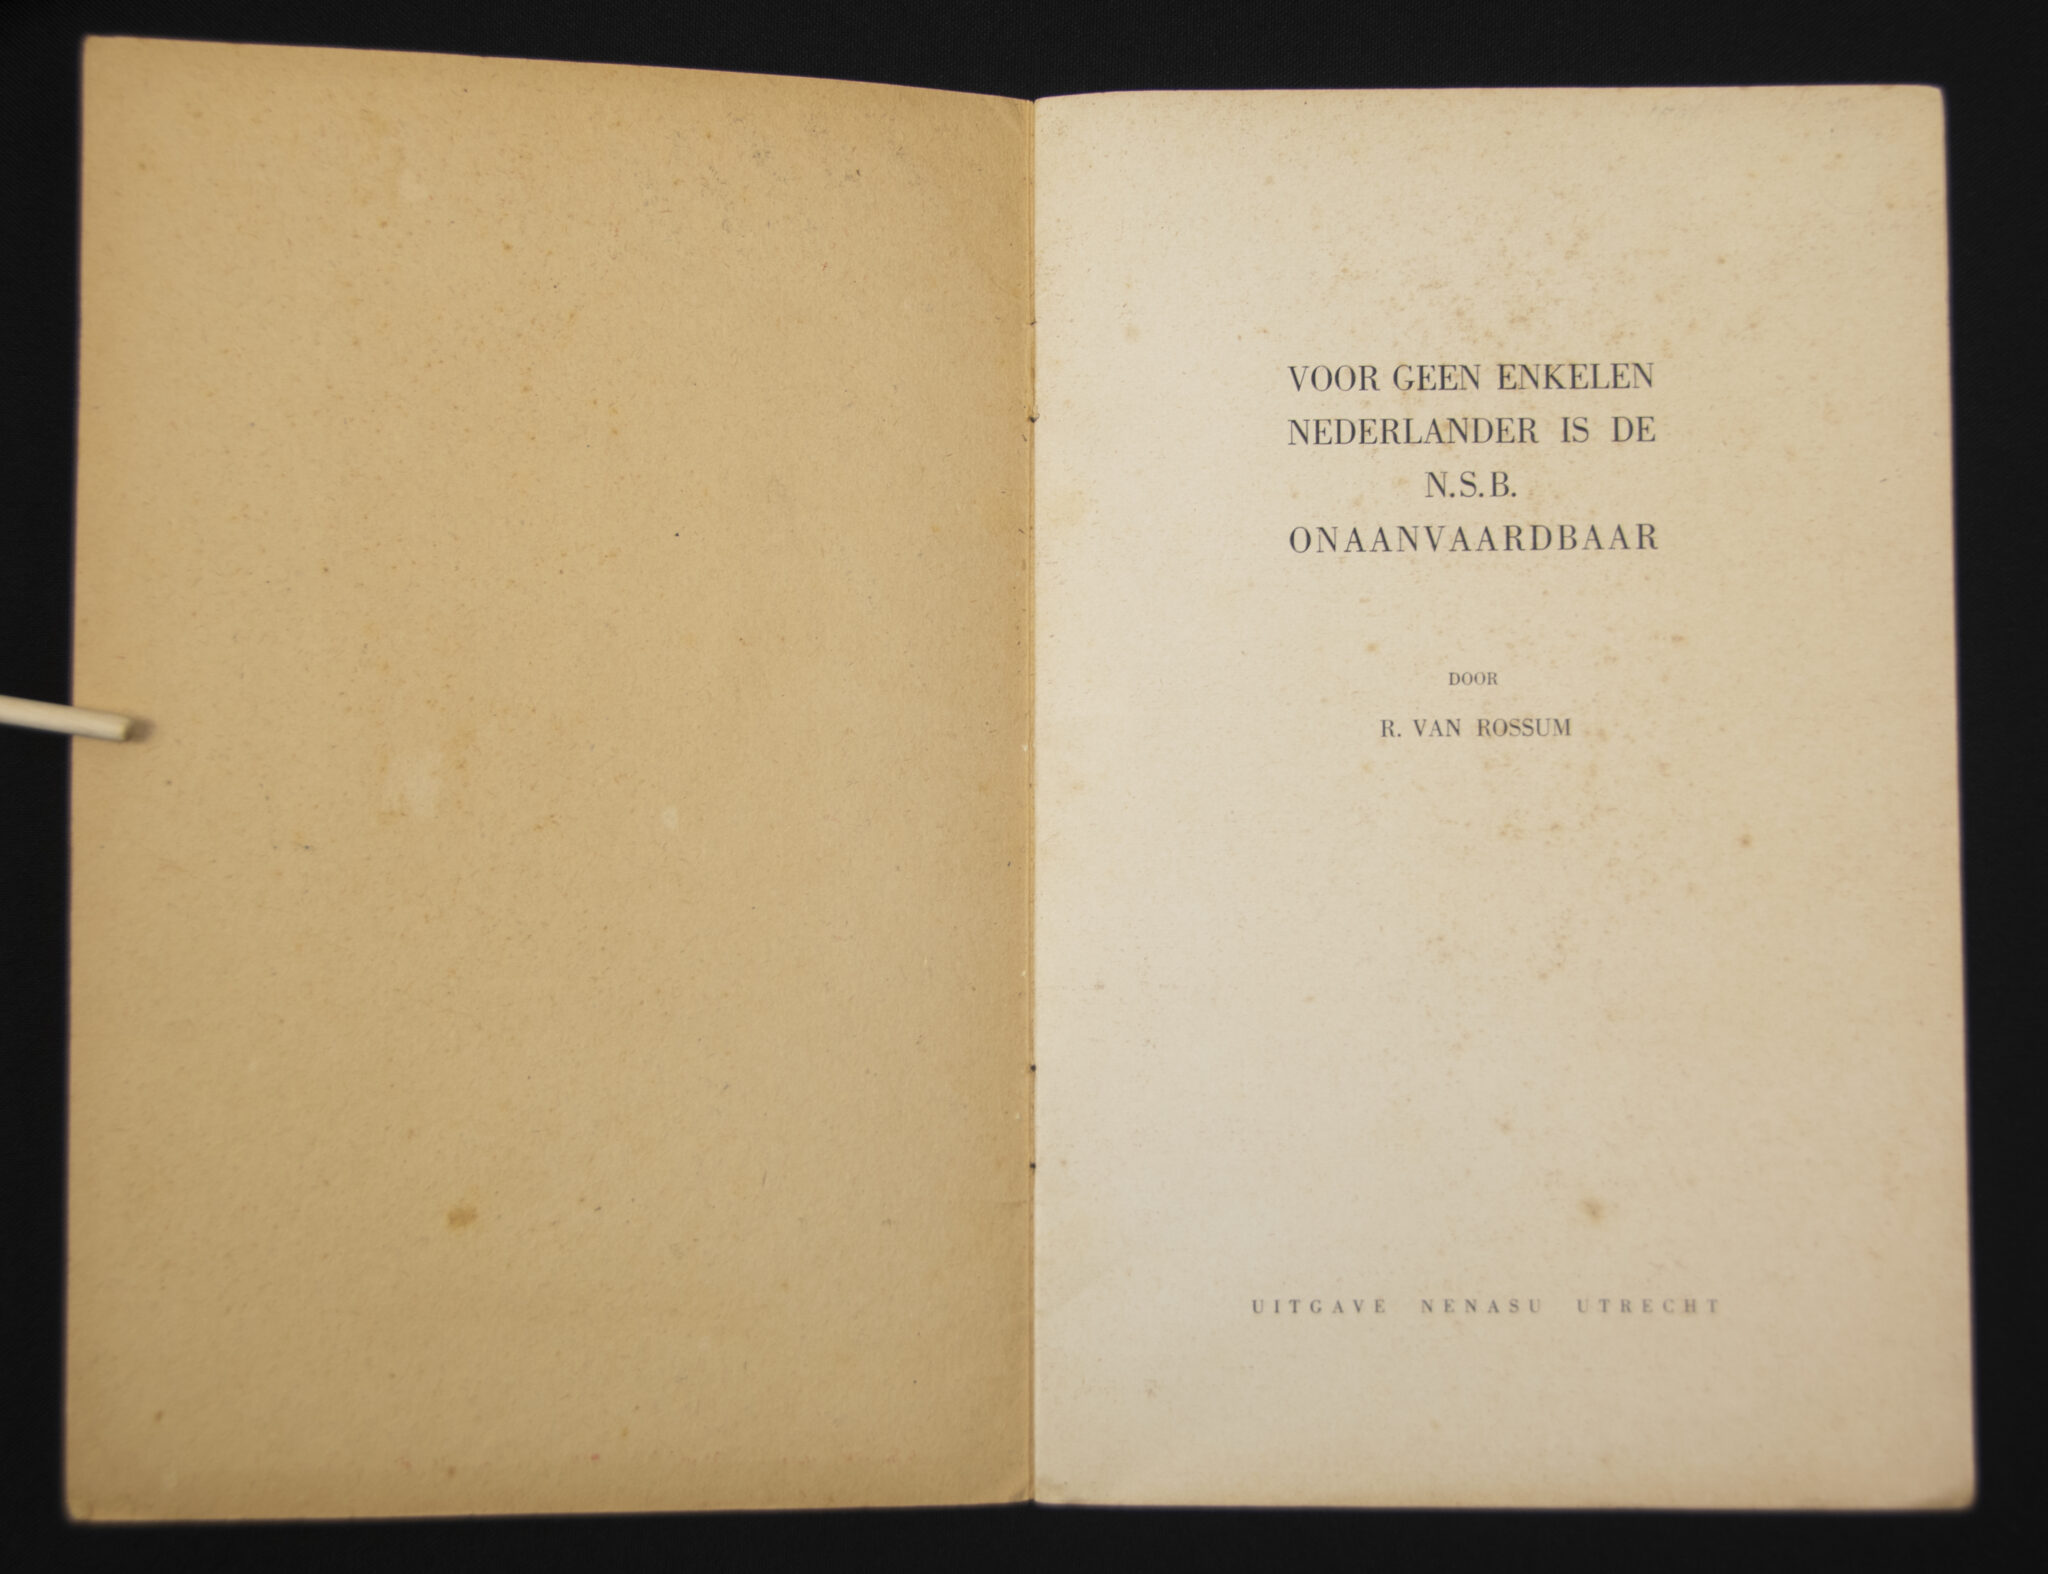 VOOR GEEN ENKELEN
NEDERLANDER IS DE
N.S.B.
ONAANVAARDBAAR
DOOR
R. VAN ROSSUM
UITGAVE NENASU UTRECHT